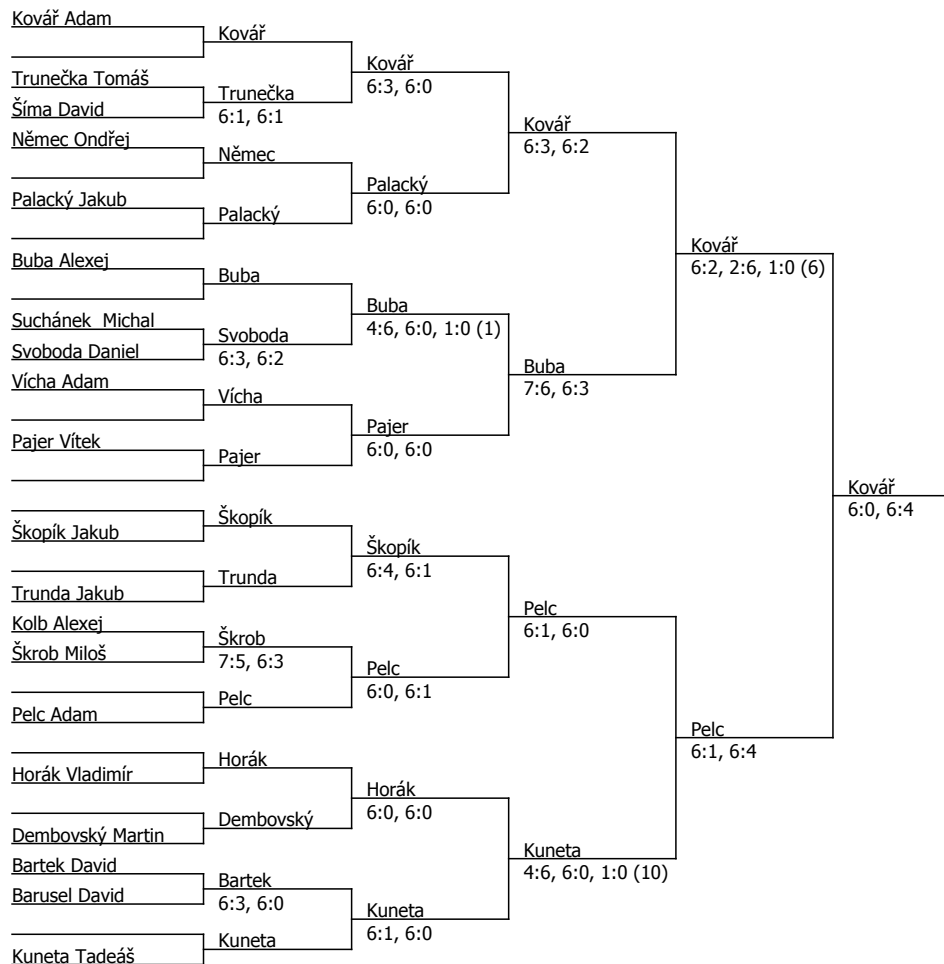 Kovář Adam
Kovář
Kovář
6:3, 6:0
Trunečka Tomáš
Trunečka
6:1, 6:1
Šíma David
Kovář
6:3, 6:2
Němec Ondřej
Němec
Palacký
6:0, 6:0
Palacký Jakub
Palacký
Kovář
6:2, 2:6, 1:0 (6)
Buba Alexej
Buba
Buba
4:6, 6:0, 1:0 (1)
Suchánek  Michal
Svoboda
6:3, 6:2
Svoboda Daniel
Buba
7:6, 6:3
Vícha Adam
Vícha
Pajer
6:0, 6:0
Pajer Vítek
Pajer
Kovář
6:0, 6:4
Škopík
Škopík Jakub
Škopík
6:4, 6:1
Trunda
Trunda Jakub
Pelc
6:1, 6:0
Kolb Alexej
Škrob
7:5, 6:3
Škrob Miloš
Pelc
6:0, 6:1
Pelc
Pelc Adam
Pelc
6:1, 6:4
Horák
Horák Vladimír
Horák
6:0, 6:0
Dembovský
Dembovský Martin
Kuneta
4:6, 6:0, 1:0 (10)
Bartek David
Bartek
6:3, 6:0
Barusel David
Kuneta
6:1, 6:0
Kuneta
Kuneta Tadeáš